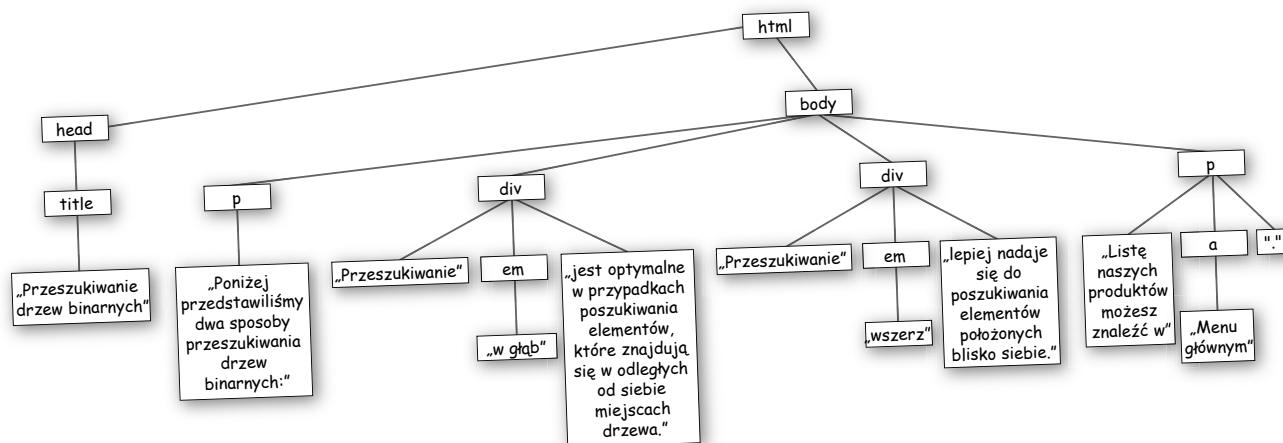 html
head
body
title
p
div
div
p
„Przeszukiwanie
drzew binarnych”
„Poniżej
przedstawiliśmy
dwa sposoby
przeszukiwania
drzew
binarnych:”
„Przeszukiwanie”
em
„w głąb”
„jest optymalne
w przypadkach
poszukiwania
elementów,
które znajdują
się w odległych
od siebie
miejscach
drzewa.”
„Przeszukiwanie”
em
„wszerz”
„lepiej nadaje
się do
poszukiwania
elementów
położonych
blisko siebie.”
„Listę
naszych
produktów
możesz
znaleźć w”
a
„Menu
głównym”
"."